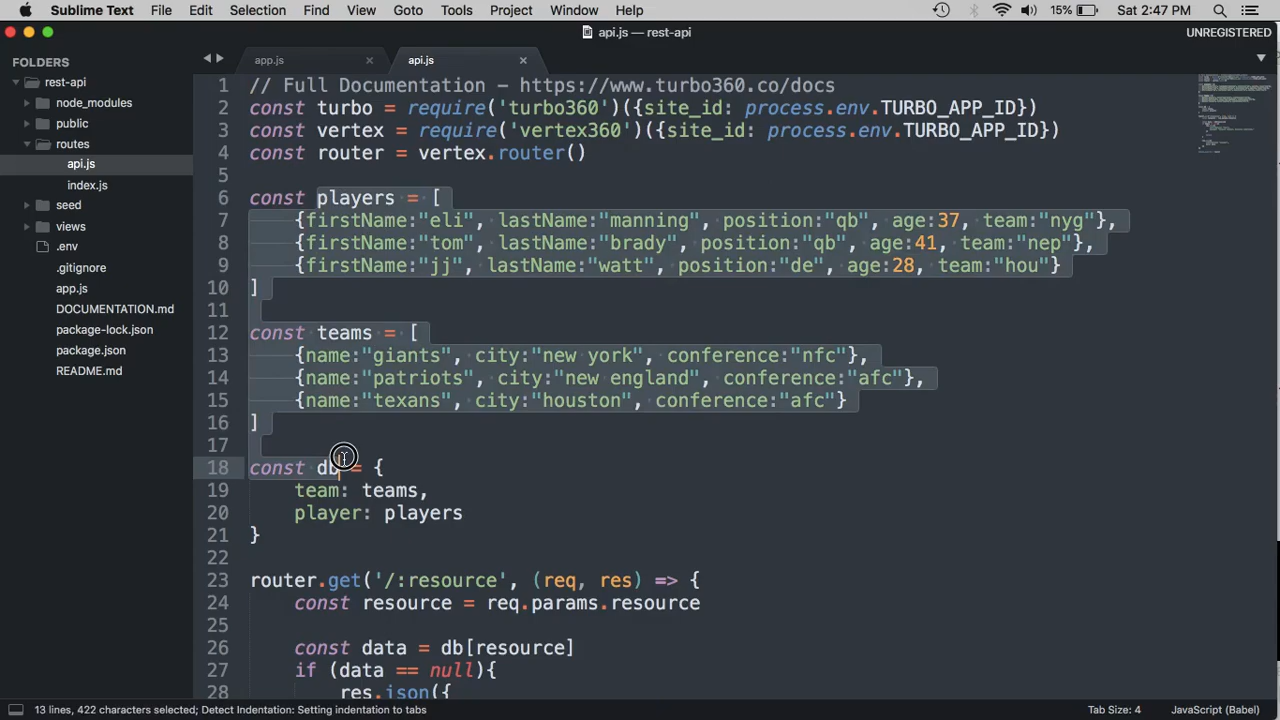 Sublime Text File Edit Selection Find View Goto Tools Project Window Help 15% Sat 2:47 PM
api.js — rest-api UNREGISTERED
FOLDERS
rest-api
node_modules
public
routes
api.js
index.js
seed
views
.env
.gitignore
app.js
DOCUMENTATION.md
package-lock.json
package.json
README.md
app.js × api.js ×
1 // Full Documentation - https://www.turbo360.co/docs
2 const turbo = require('turbo360')({site_id: process.env.TURBO_APP_ID})
3 const vertex = require('vertex360')({site_id: process.env.TURBO_APP_ID})
4 const router = vertex.router()
5
6 const players = [
7 {firstName:"eli", lastName:"manning", position:"qb", age:37, team:"nyg"},
8 {firstName:"tom", lastName:"brady", position:"qb", age:41, team:"nep"},
9 {firstName:"jj", lastName:"watt", position:"de", age:28, team:"hou"}
10 ]
11
12 const teams = [
13 {name:"giants", city:"new york", conference:"nfc"},
14 {name:"patriots", city:"new england", conference:"afc"},
15 {name:"texans", city:"houston", conference:"afc"}
16 ]
17
18 const db = {
19 team: teams,
20 player: players
21 }
22
23 router.get('/:resource', (req, res) => {
24 const resource = req.params.resource
25
26 const data = db[resource]
27 if (data == null){
28 res.json({
13 lines, 422 characters selected; Detect Indentation: Setting indentation to tabs Tab Size: 4 JavaScript (Babel)